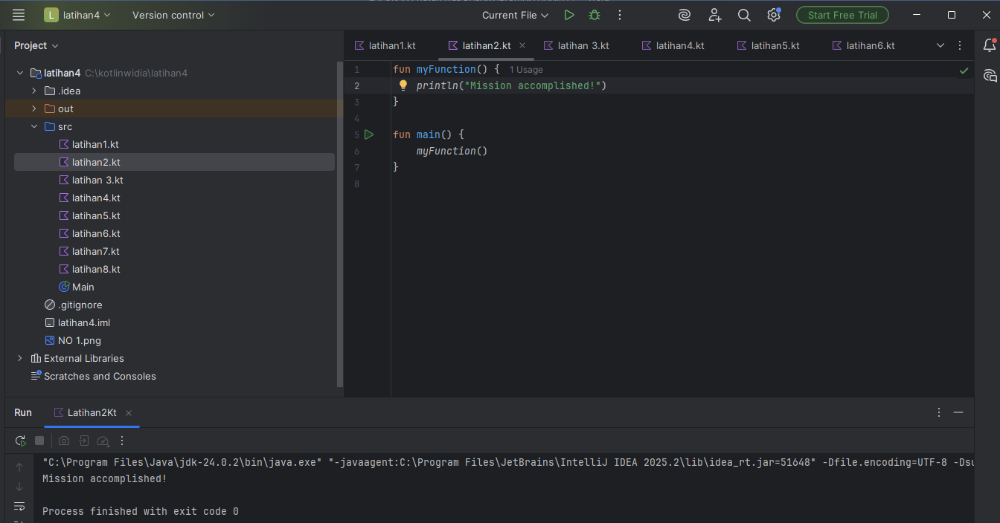 L latihan4 Version control Current File Start Free Trial
Project
latihan1.kt latihan2.kt latihan 3.kt latihan4.kt latihan5.kt latihan6.kt
latihan4 C:\kotlinwidia\latihan4
.idea
out
src
latihan1.kt
latihan2.kt
latihan 3.kt
latihan4.kt
latihan5.kt
latihan6.kt
latihan7.kt
latihan8.kt
Main
.gitignore
latihan4.iml
NO 1.png
External Libraries
Scratches and Consoles
1 fun myFunction() { 1 Usage
2 println("Mission accomplished!")
3 }
4
5 fun main() {
6 myFunction()
7 }
8
Run Latihan2Kt
"C:\Program Files\Java\jdk-24.0.2\bin\java.exe" "-javaagent:C:\Program Files\JetBrains\IntelliJ IDEA 2025.2\lib\idea_rt.jar=51648" -Dfile.encoding=UTF-8 -Dsu
Mission accomplished!
Process finished with exit code 0